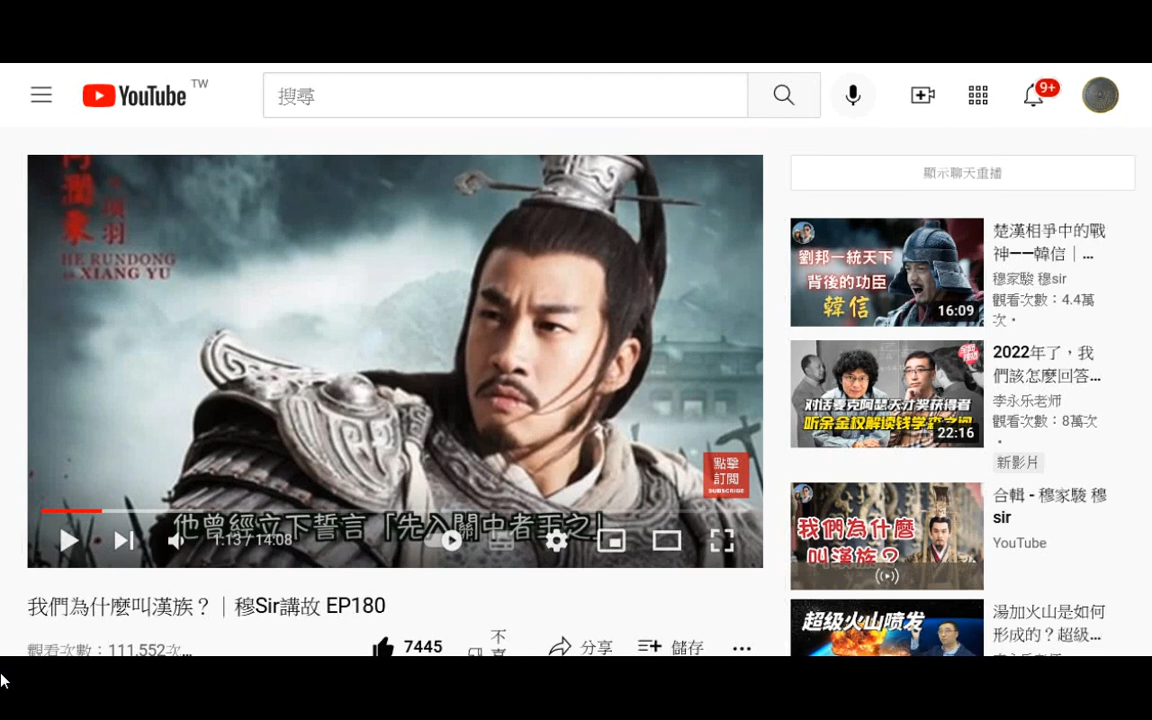 YouTube TW
搜尋
9+
何潤東
項羽
HE RUNDONG
XIANG YU
點擊
訂閱
SUBSCRIBE
他曾經立下誓言「先入關中者王之」
1:13 / 14:08
我們為什麼叫漢族？｜穆Sir講故 EP180
觀看次數：111,552次...
7445
不
喜
分享
儲存
顯示聊天重播
劉邦一統天下
背後的功臣
韓信
16:09
楚漢相爭中的戰
神——韓信｜...
穆家駿 穆sir
觀看次數：4.4萬
次・
对话麦克阿瑟天才奖获得者
听余金权解读钱学森之问
22:16
2022年了，我
們該怎麼回答...
李永乐老师
觀看次數：8萬次
・
新影片
我們為什麼
叫漢族？
合輯 - 穆家駿 穆
sir
YouTube
超级火山喷发
湯加火山是如何
形成的？超級...